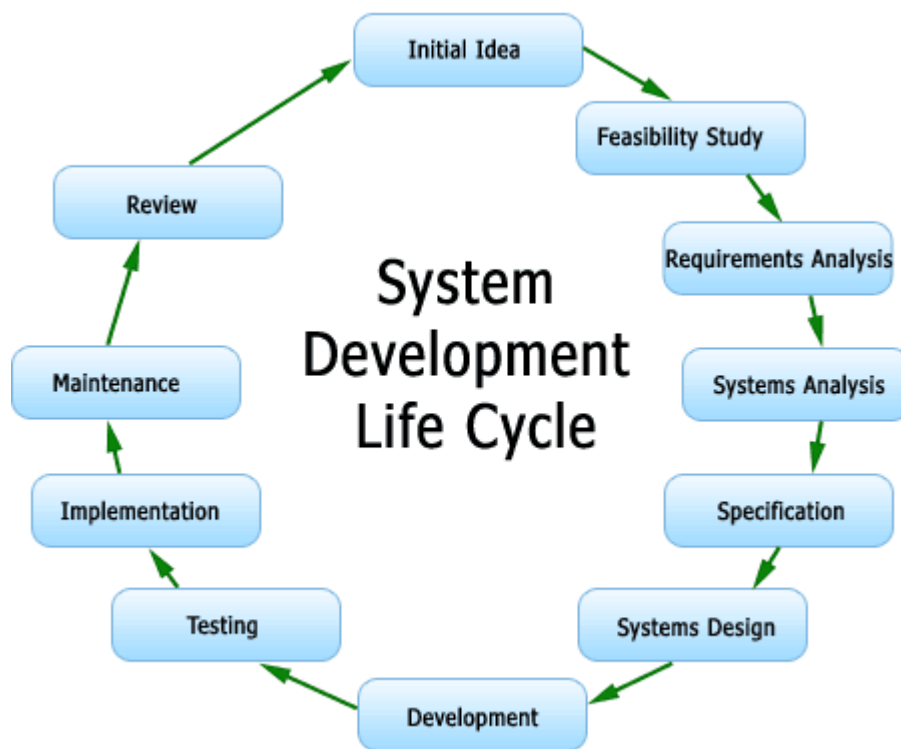 Initial Idea
Feasibility Study
Requirements Analysis
Systems Analysis
Specification
Systems Design
Development
Testing
Implementation
Maintenance
Review
System
Development
Life Cycle